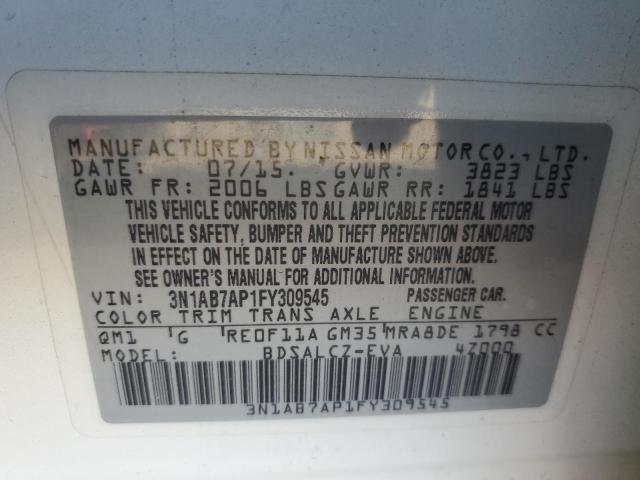 MANUFACTURED BY NISSAN MOTOR CO., LTD.
DATE: 07/15. GVWR: 3823 LBS
GAWR FR: 2006 LBS GAWR RR: 1841 LBS
THIS VEHICLE CONFORMS TO ALL APPLICABLE FEDERAL MOTOR
VEHICLE SAFETY, BUMPER AND THEFT PREVENTION STANDARDS
IN EFFECT ON THE DATE OF MANUFACTURE SHOWN ABOVE.
SEE OWNER'S MANUAL FOR ADDITIONAL INFORMATION.
VIN: 3N1AB7AP1FY309545 PASSENGER CAR.
COLOR TRIM TRANS AXLE ENGINE
QM1 G RE0F11A GM35 MRA8DE 1798 CC
MODEL: BDSALCZ-EVA 4Z000
3N1AB7AP1FY309545